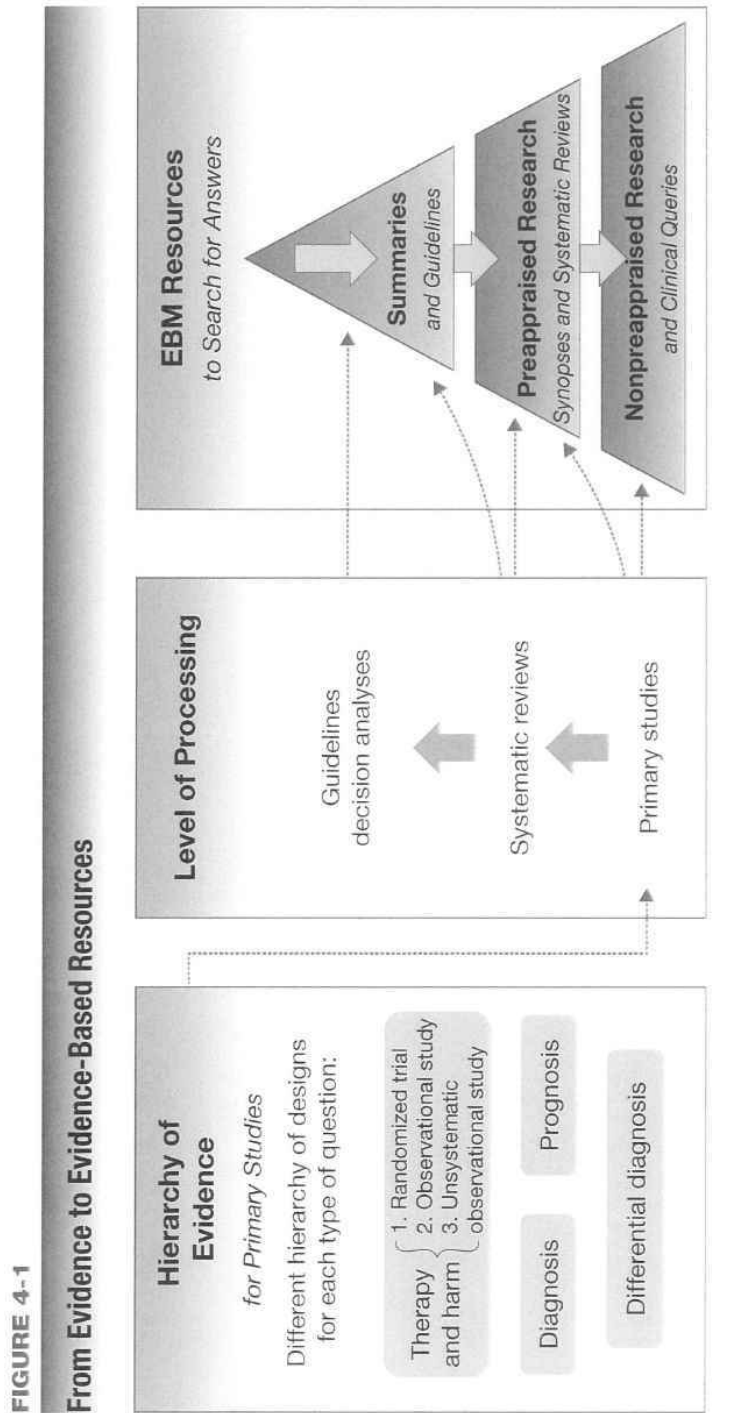 FIGURE 4-1
From Evidence to Evidence-Based Resources
Hierarchy of
Evidence
for Primary Studies
Different hierarchy of designs
for each type of question:
Therapy
and harm
1. Randomized trial
2. Observational study
3. Unsystematic
observational study
Diagnosis
Prognosis
Differential diagnosis
Level of Processing
Guidelines
decision analyses
Systematic reviews
Primary studies
EBM Resources
to Search for Answers
Summaries
and Guidelines
Preappraised Research
Synopses and Systematic Reviews
Nonpreappraised Research
and Clinical Queries